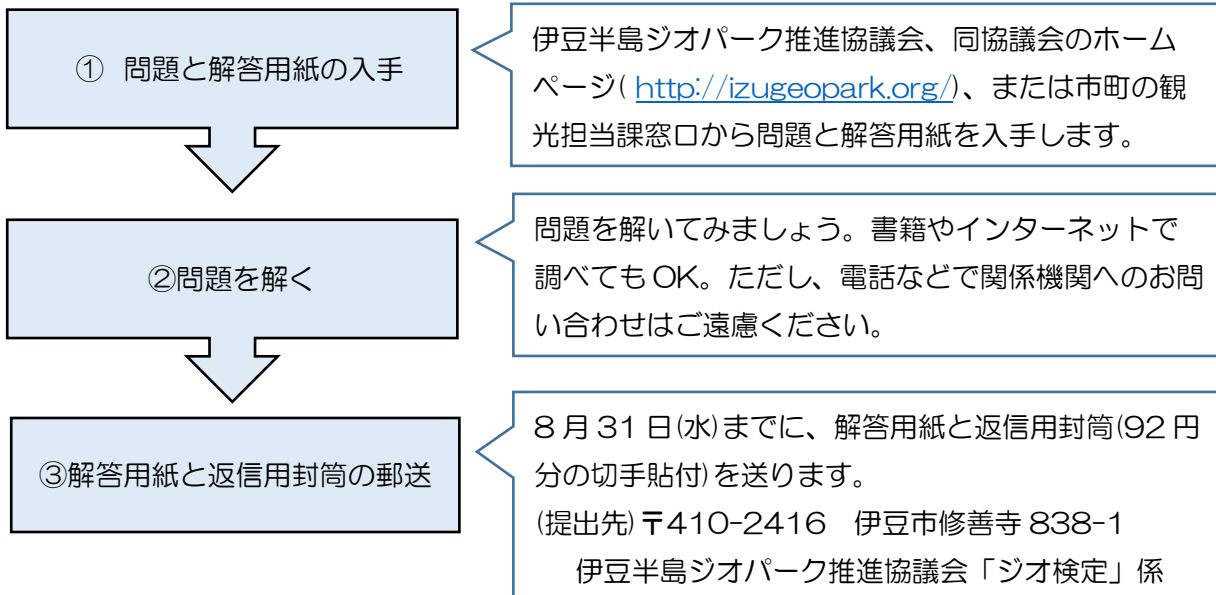 ① 問題と解答用紙の入手
伊豆半島ジオパーク推進協議会、同協議会のホーム
ページ( http://izugeopark.org/)、または市町の観
光担当課窓口から問題と解答用紙を入手します。
②問題を解く
問題を解いてみましょう。書籍やインターネットで
調べても OK。ただし、電話などで関係機関へのお問
い合わせはご遠慮ください。
③解答用紙と返信用封筒の郵送
8 月 31 日(水)までに、解答用紙と返信用封筒(92 円
分の切手貼付)を送ります。
(提出先)〒410-2416 伊豆市修善寺 838-1
伊豆半島ジオパーク推進協議会「ジオ検定」係